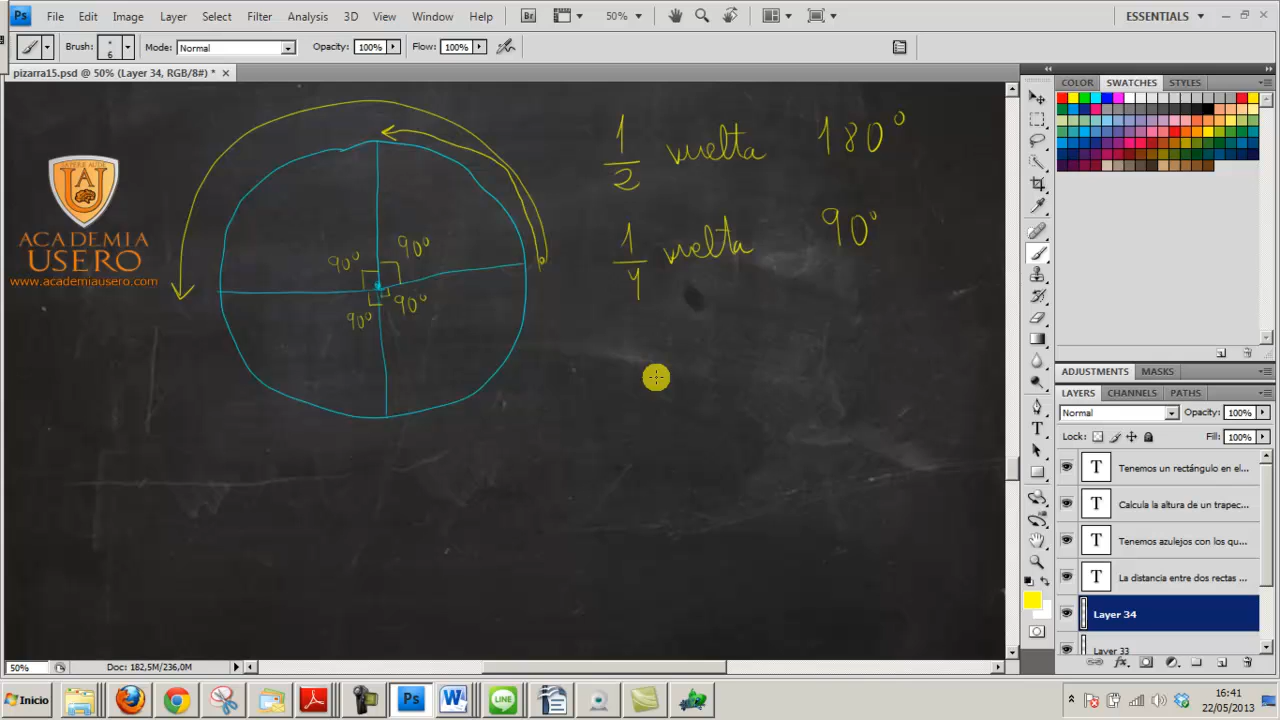 Ps File Edit Image Layer Select Filter Analysis 3D View Window Help Br 50% ESSENTIALS
Brush: 6 Mode: Normal Opacity: 100% Flow: 100%
pizarra15.psd @ 50% (Layer 34, RGB/8#) *
COLOR SWATCHES STYLES
SAPERE AUDE
UA
ACADEMIA
USERO
www.academiausero.com
90°
90°
90°
90°
1/2 vuelta 180°
1/4 vuelta 90°
ADJUSTMENTS MASKS
LAYERS CHANNELS PATHS
Normal Opacity: 100%
Lock: Fill: 100%
T Tenemos un rectángulo en el...
T Calcula la altura de un trapec...
T Tenemos azulejos con los qu...
T La distancia entre dos rectas ...
Layer 34
Layer 33
50% Doc: 182,5M/236,0M
Inicio Ps W LINE 16:41
22/05/2013